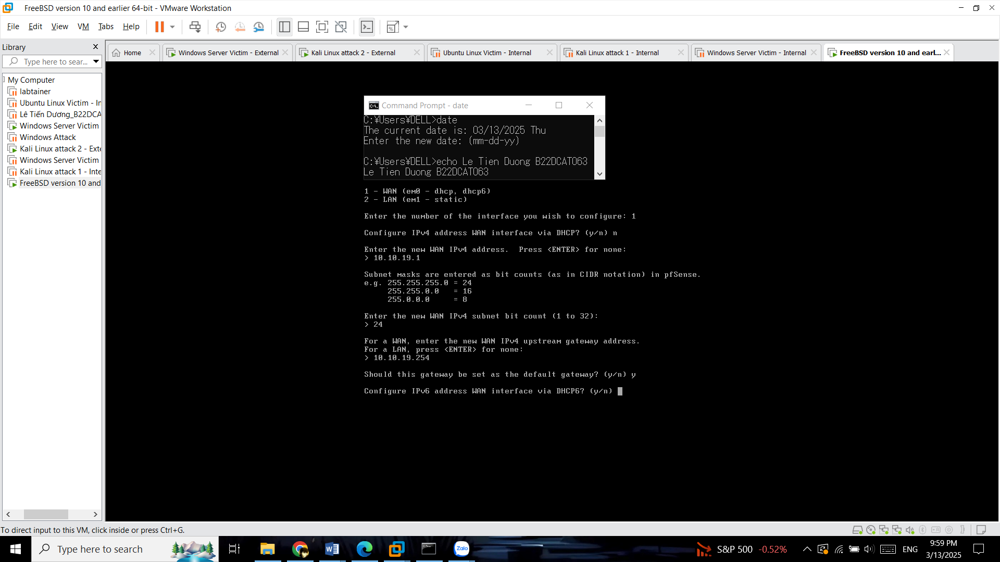 FreeBSD version 10 and earlier 64-bit - VMware Workstation
File Edit View VM Tabs Help
Library
Type here to sear...
My Computer
labtainer
Ubuntu Linux Victim - In
Lê Tiến Dương_B22DCA
Windows Server Victim
Windows Attack
Kali Linux attack 2 - Exte
Windows Server Victim
Kali Linux attack 1 - Inte
FreeBSD version 10 and
Home
Windows Server Victim - External
Kali Linux attack 2 - External
Ubuntu Linux Victim - Internal
Kali Linux attack 1 - Internal
Windows Server Victim - Internal
FreeBSD version 10 and earl...
Command Prompt - date
C:¥Users¥DELL>date
The current date is: 03/13/2025 Thu
Enter the new date: (mm-dd-yy)
C:¥Users¥DELL>echo Le Tien Duong B22DCAT063
Le Tien Duong B22DCAT063
1 - WAN (em0 - dhcp, dhcp6)
2 - LAN (em1 - static)
Enter the number of the interface you wish to configure: 1
Configure IPv4 address WAN interface via DHCP? (y/n) n
Enter the new WAN IPv4 address.  Press <ENTER> for none:
> 10.10.19.1
Subnet masks are entered as bit counts (as in CIDR notation) in pfSense.
e.g. 255.255.255.0 = 24
255.255.0.0   = 16
255.0.0.0     = 8
Enter the new WAN IPv4 subnet bit count (1 to 32):
> 24
For a WAN, enter the new WAN IPv4 upstream gateway address.
For a LAN, press <ENTER> for none:
> 10.10.19.254
Should this gateway be set as the default gateway? (y/n) y
Configure IPv6 address WAN interface via DHCP6? (y/n)
To direct input to this VM, click inside or press Ctrl+G.
Type here to search
Zalo
S&P 500 -0.52%
ENG
9:59 PM
3/13/2025